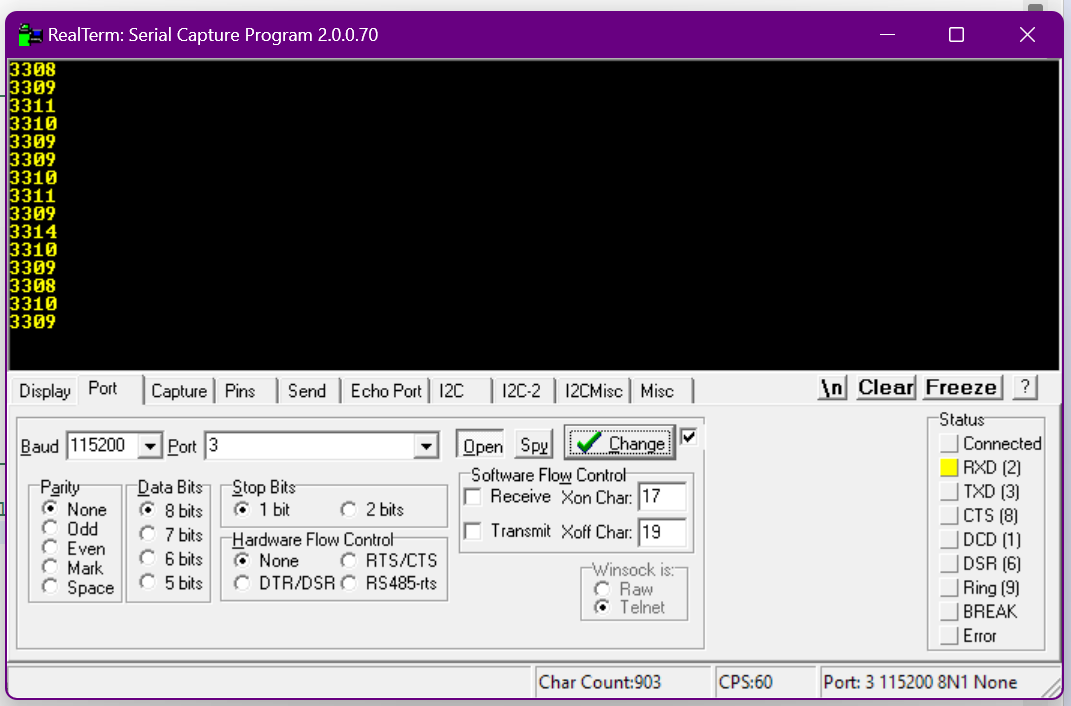 RealTerm: Serial Capture Program 2.0.0.70
3308
3309
3311
3310
3309
3309
3310
3311
3309
3314
3310
3309
3308
3310
3309
Display Port Capture Pins Send Echo Port I2C I2C-2 I2CMisc Misc \n Clear Freeze ?
Baud 115200 Port 3 Open Spy Change
Parity
None
Odd
Even
Mark
Space
Data Bits
8 bits
7 bits
6 bits
5 bits
Stop Bits
1 bit 2 bits
Hardware Flow Control
None RTS/CTS
DTR/DSR RS485-rts
Software Flow Control
Receive Xon Char: 17
Transmit Xoff Char: 19
Winsock is:
Raw
Telnet
Status
Connected
RXD (2)
TXD (3)
CTS (8)
DCD (1)
DSR (6)
Ring (9)
BREAK
Error
Char Count:903 CPS:60 Port: 3 115200 8N1 None